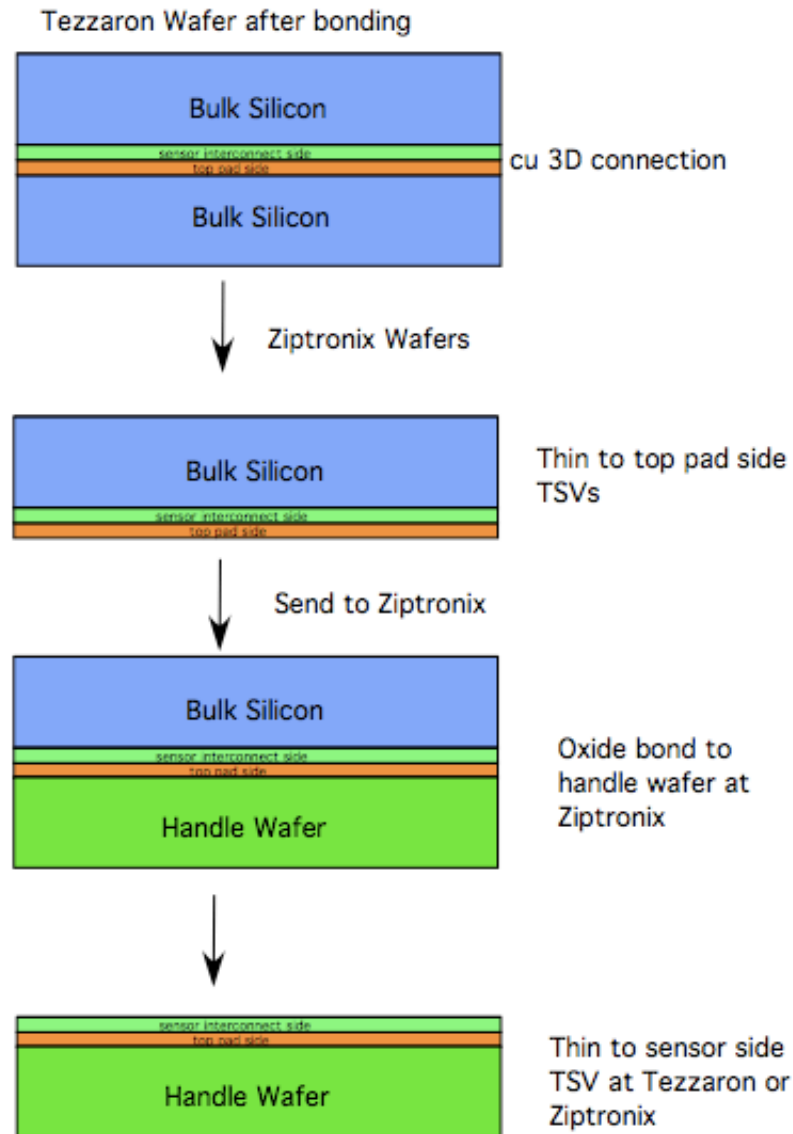 Tezzaron Wafer after bonding
Bulk Silicon
sensor interconnect side
top pad side
cu 3D connection
Bulk Silicon
Ziptronix Wafers
Bulk Silicon
sensor interconnect side
top pad side
Thin to top pad side
TSVs
Send to Ziptronix
Bulk Silicon
sensor interconnect side
top pad side
Handle Wafer
Oxide bond to
handle wafer at
Ziptronix
sensor interconnect side
top pad side
Handle Wafer
Thin to sensor side
TSV at Tezzaron or
Ziptronix